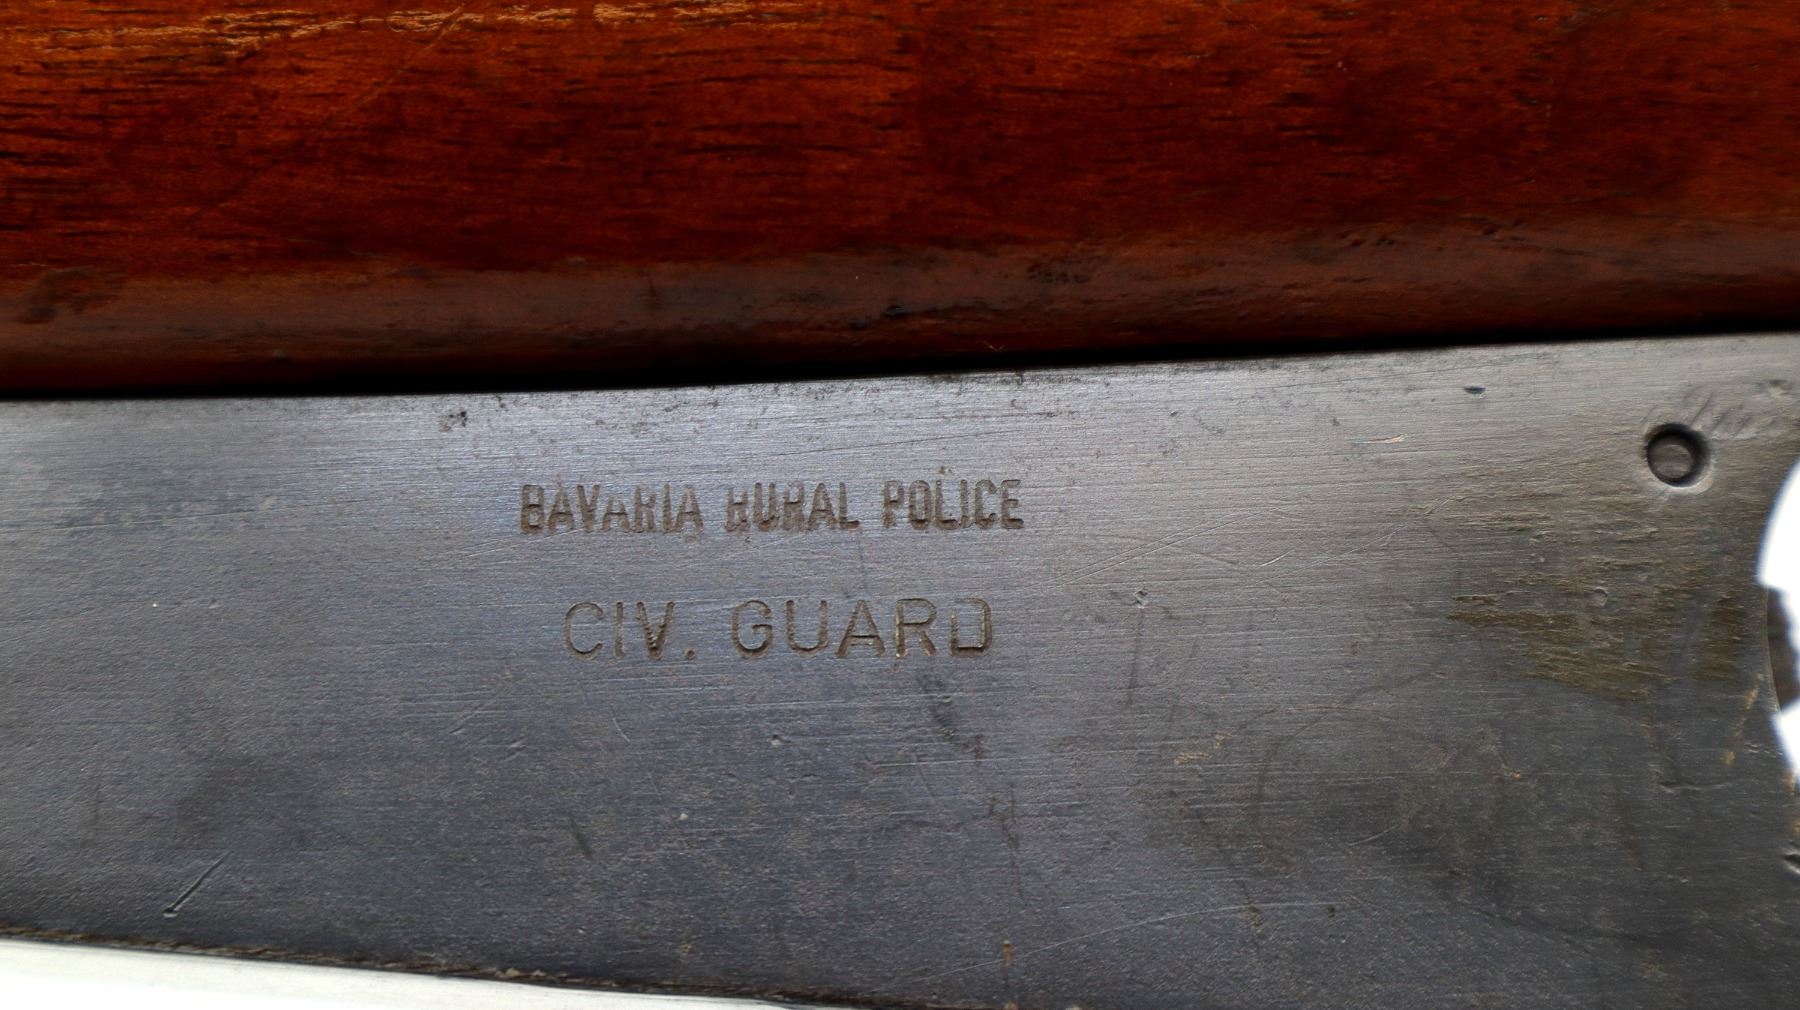 BAVARIA RURAL POLICE
CIV. GUARD